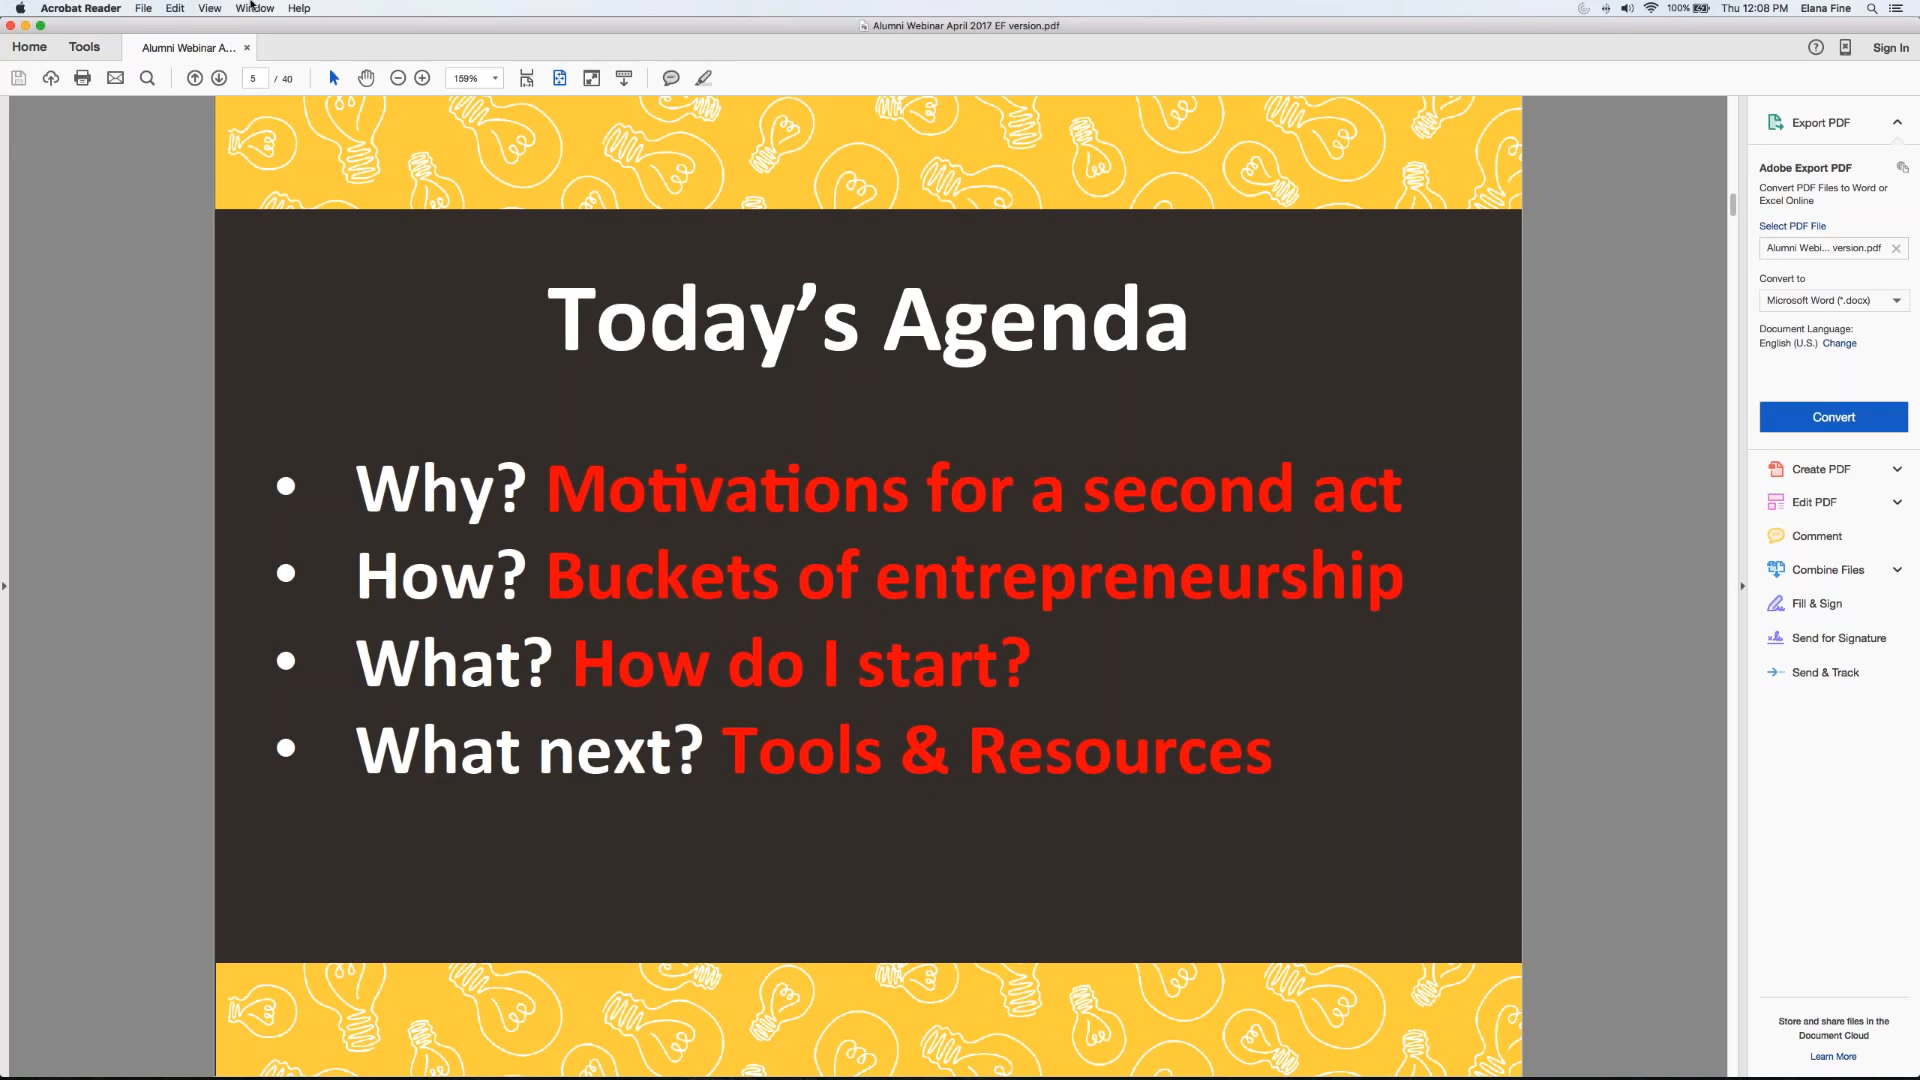 Acrobat Reader File Edit View Window Help 100% Thu 12:08 PM Elana Fine
Alumni Webinar April 2017 EF version.pdf
Home Tools Alumni Webinar A... × Sign In
5 / 40 159%
Today's Agenda
• Why? Motivations for a second act
• How? Buckets of entrepreneurship
• What? How do I start?
• What next? Tools & Resources
Export PDF
Adobe Export PDF
Convert PDF Files to Word or
Excel Online
Select PDF File
Alumni Webi... version.pdf
Convert to
Microsoft Word (*.docx)
Document Language:
English (U.S.) Change
Convert
Create PDF
Edit PDF
Comment
Combine Files
Fill & Sign
Send for Signature
Send & Track
Store and share files in the
Document Cloud
Learn More